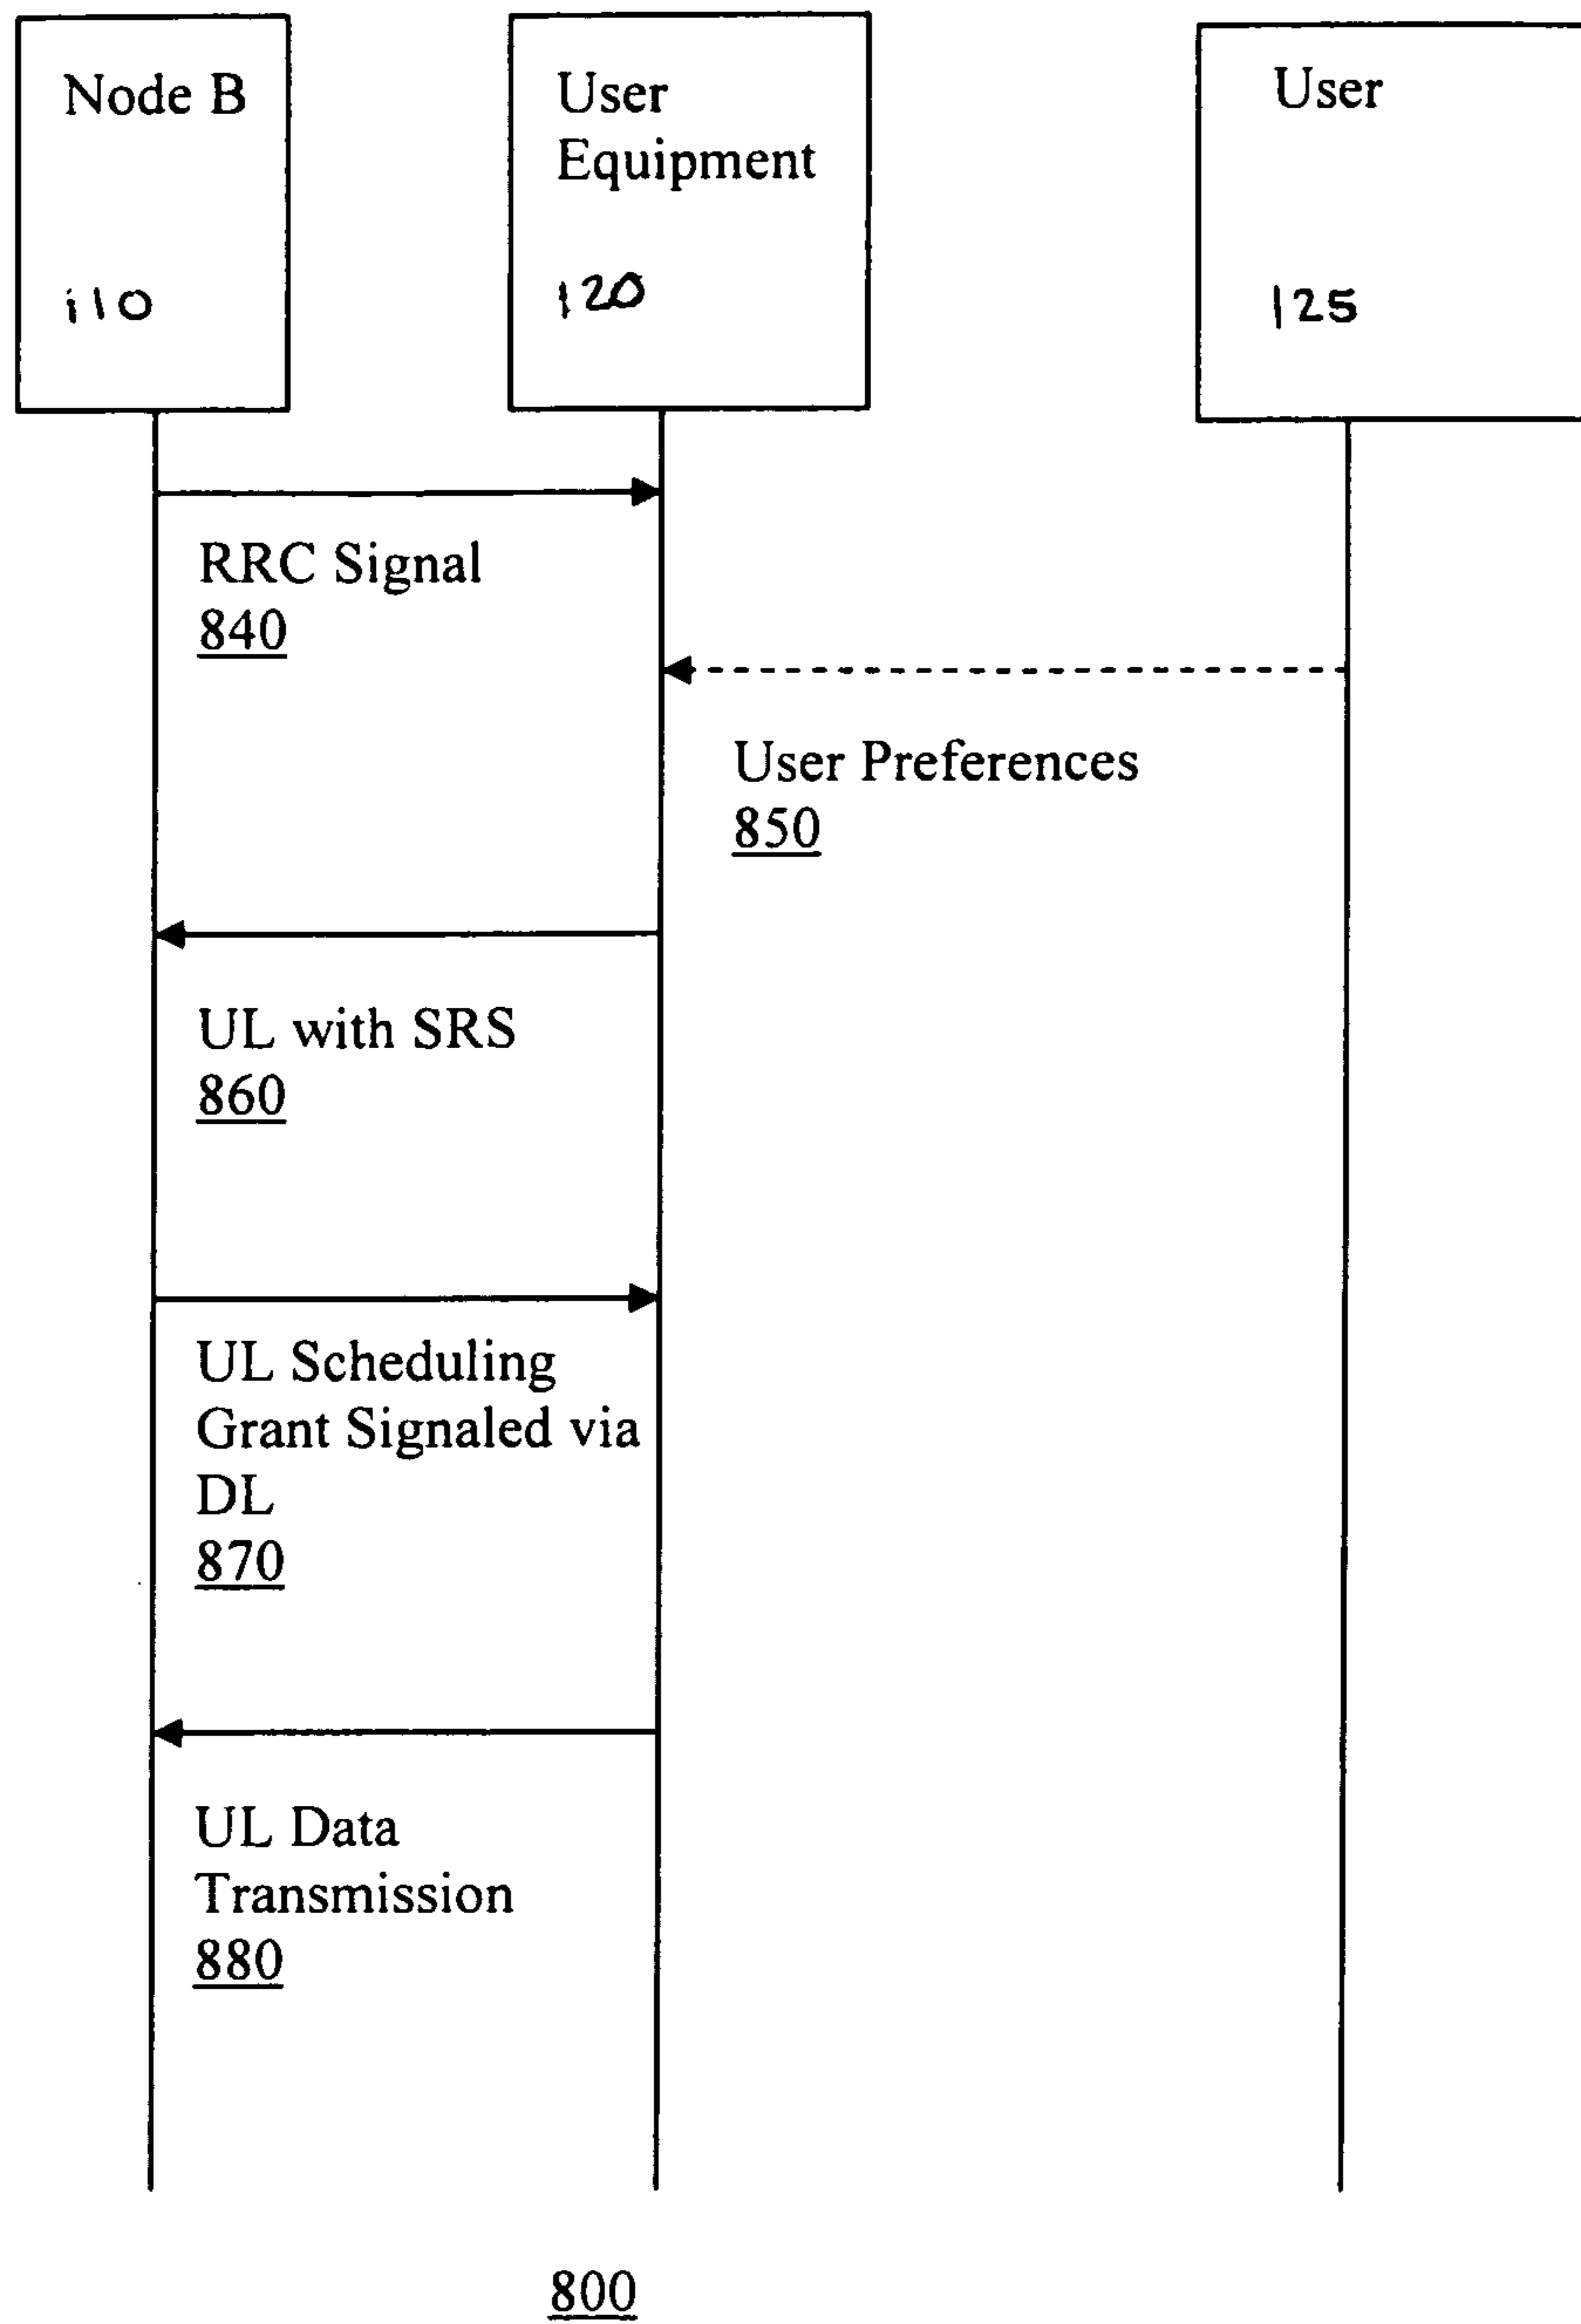 Node B
110
User
Equipment
120
User
125
RRC Signal
840
User Preferences
850
UL with SRS
860
UL Scheduling
Grant Signaled via
DL
870
UL Data
Transmission
880
800